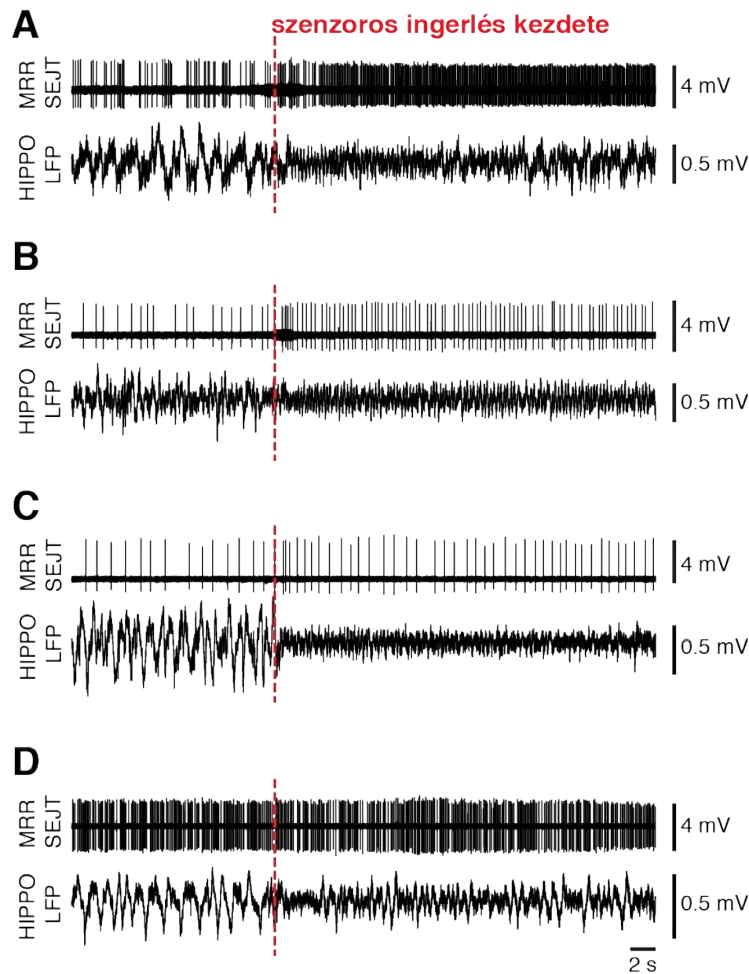 A
szenzoros ingerlés kezdete
MRR
SEJT
4 mV
HIPPO
LFP
0.5 mV
B
MRR
SEJT
4 mV
HIPPO
LFP
0.5 mV
C
MRR
SEJT
4 mV
HIPPO
LFP
0.5 mV
D
MRR
SEJT
4 mV
HIPPO
LFP
0.5 mV
2 s